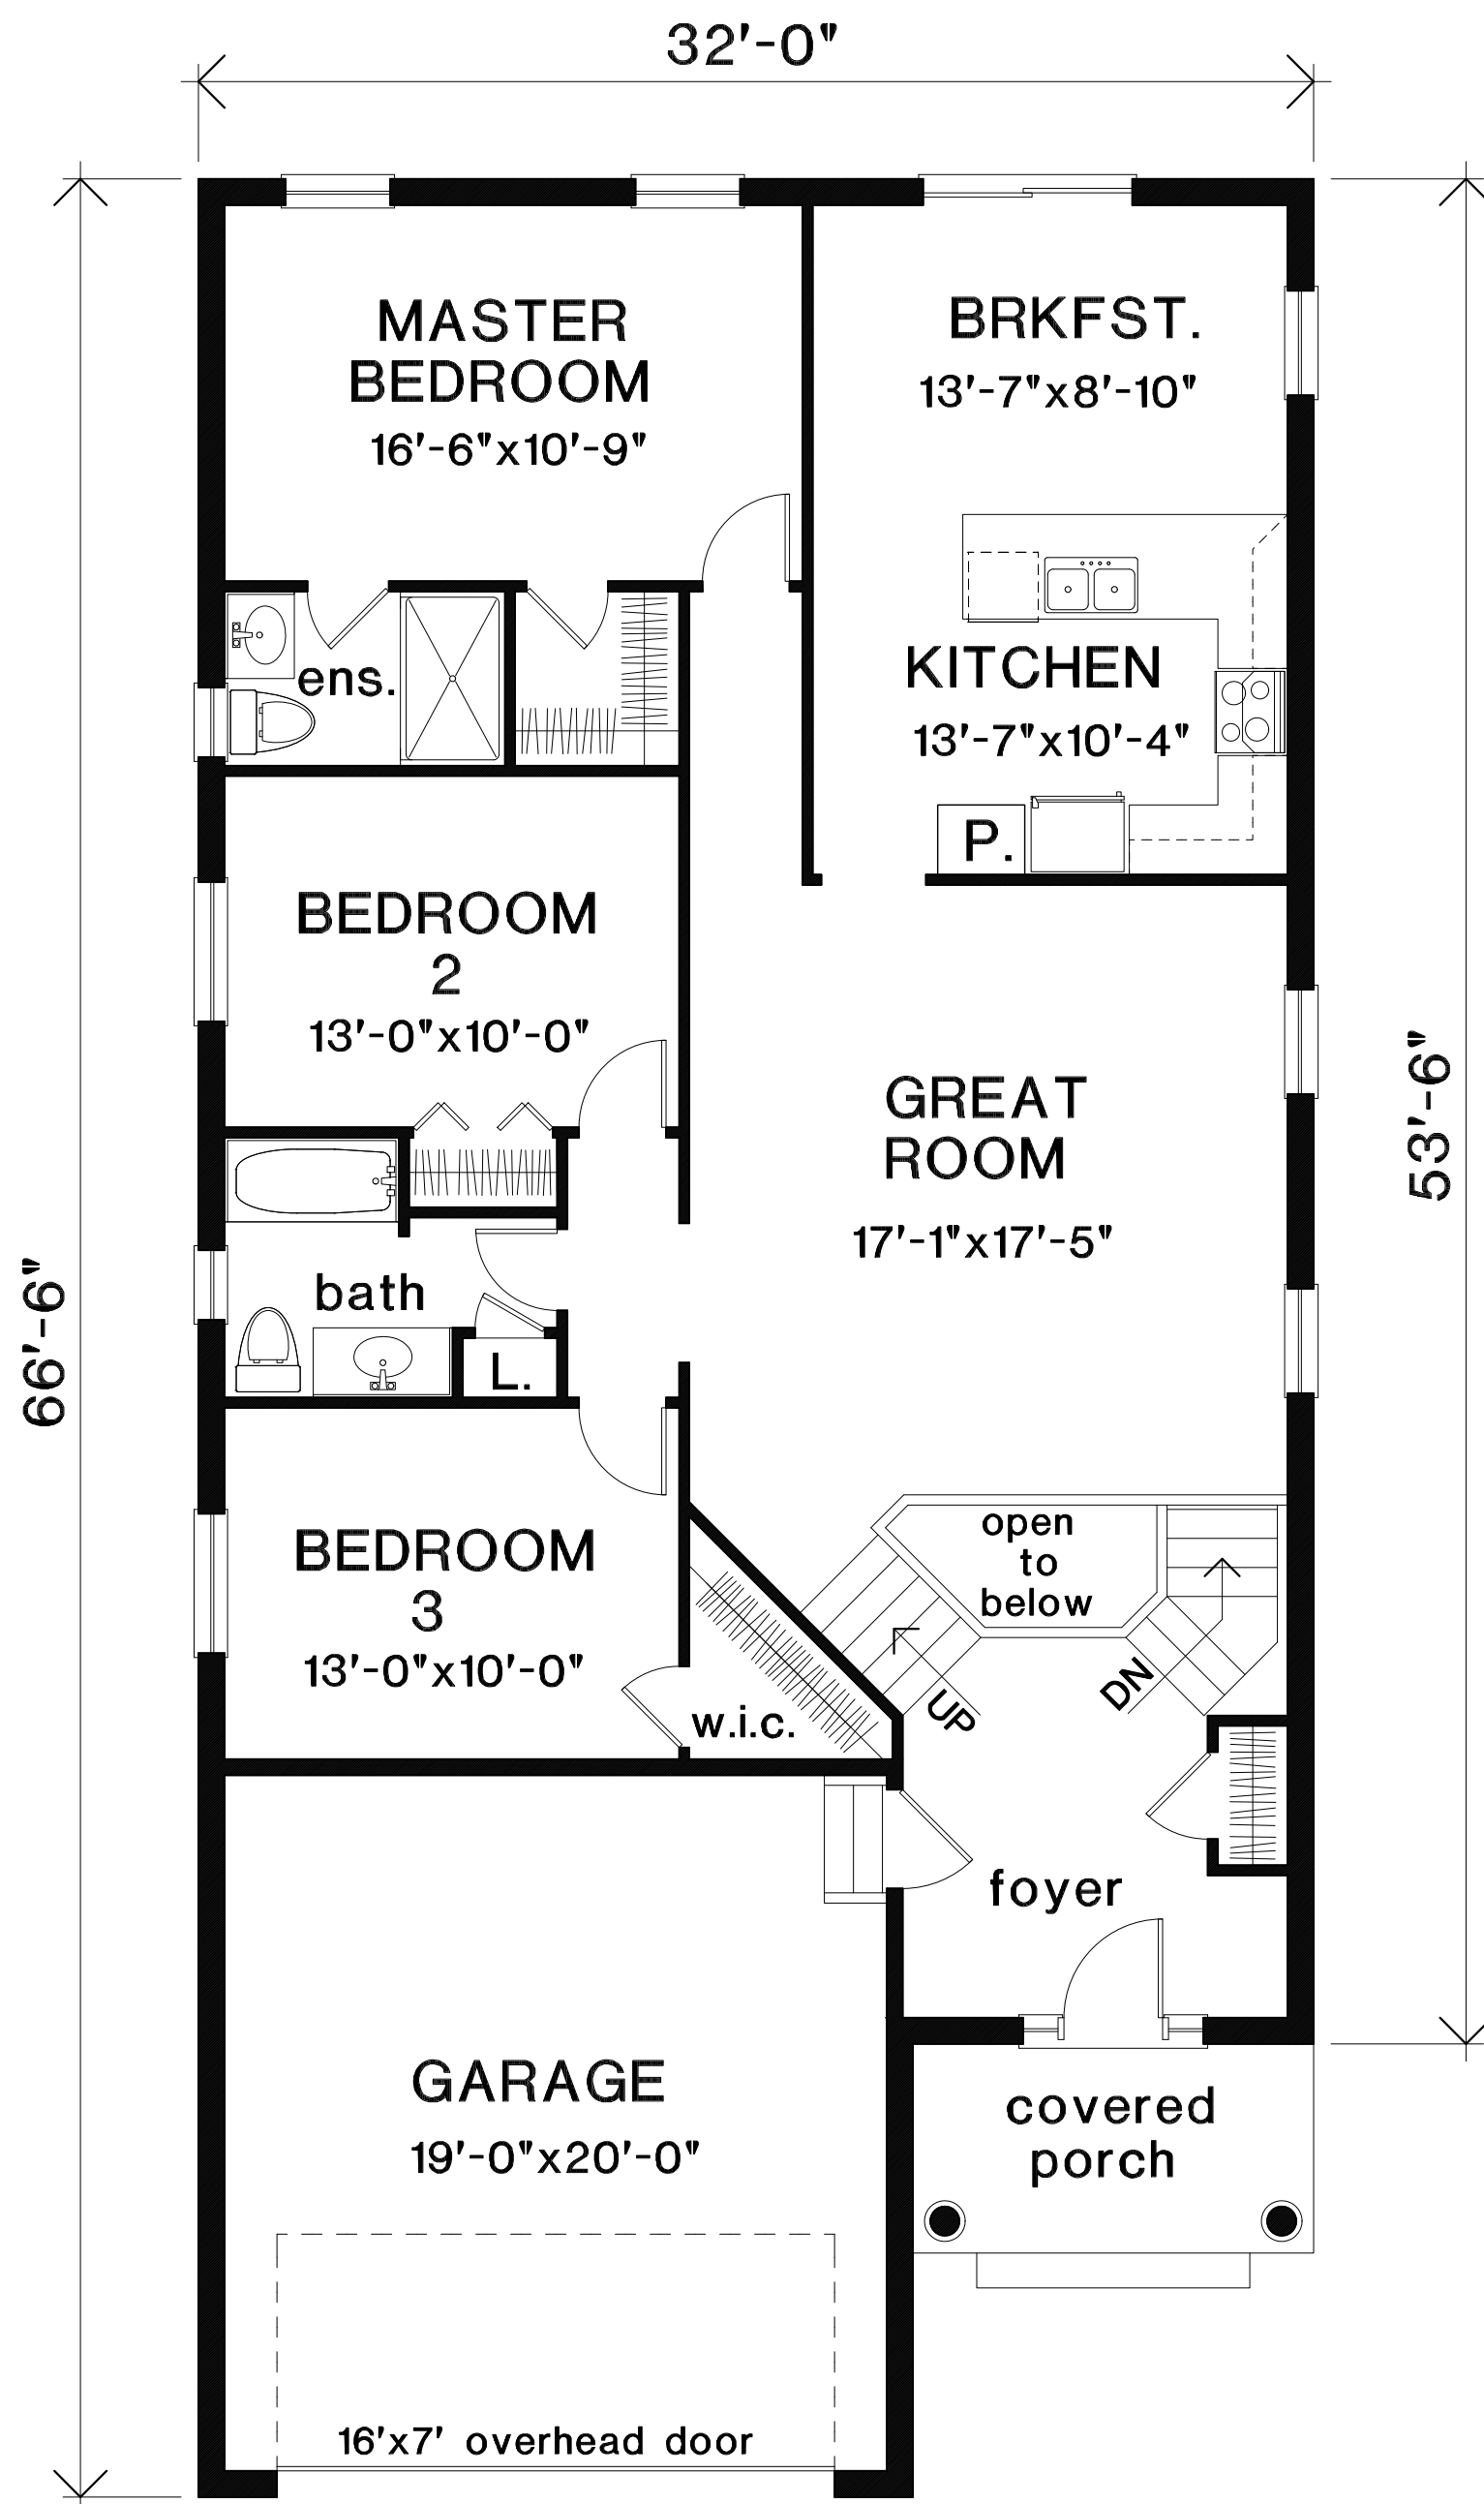 32'-0"
MASTER
BEDROOM
16'-6"x10'-9"
BRKFST.
13'-7"x8'-10"
ens.
KITCHEN
13'-7"x10'-4"
P.
BEDROOM
2
13'-0"x10'-0"
GREAT
ROOM
17'-1"x17'-5"
53'-6"
66'-6"
bath
L.
BEDROOM
3
13'-0"x10'-0"
open
to
below
w.i.c.
UP
DN
foyer
GARAGE
19'-0"x20'-0"
covered
porch
16'x7' overhead door